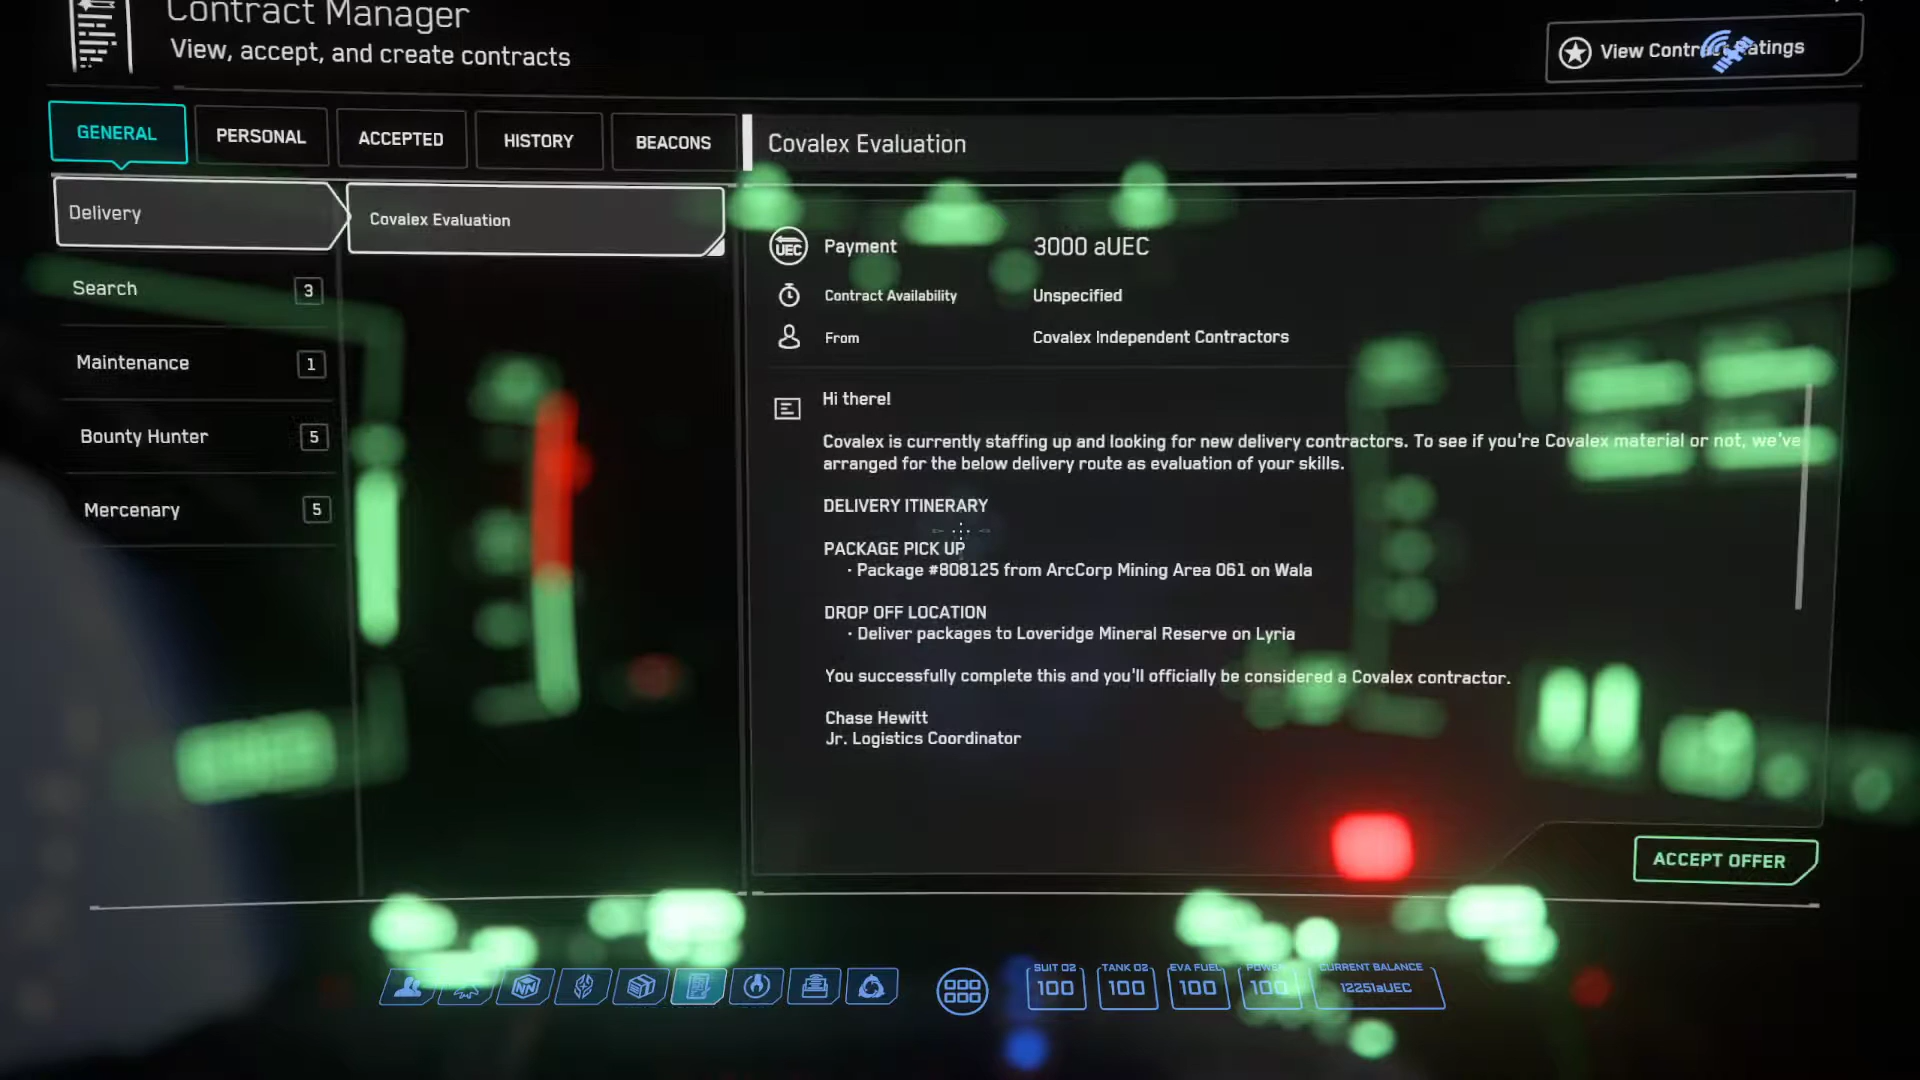 Contract Manager
View, accept, and create contracts
View Contract Ratings
GENERAL
PERSONAL
ACCEPTED
HISTORY
BEACONS
Covalex Evaluation
Delivery
Covalex Evaluation
Search
3
Maintenance
1
Bounty Hunter
5
Mercenary
5
UEC
Payment
3000 aUEC
Contract Availability
Unspecified
From
Covalex Independent Contractors
Hi there!
Covalex is currently staffing up and looking for new delivery contractors. To see if you're Covalex material or not, we've
arranged for the below delivery route as evaluation of your skills.
DELIVERY ITINERARY
PACKAGE PICK UP
· Package #808125 from ArcCorp Mining Area 061 on Wala
DROP OFF LOCATION
· Deliver packages to Loveridge Mineral Reserve on Lyria
You successfully complete this and you'll officially be considered a Covalex contractor.
Chase Hewitt
Jr. Logistics Coordinator
ACCEPT OFFER
SUIT O2
100
TANK O2
100
EVA FUEL
100
POWER
100
CURRENT BALANCE
12251aUEC